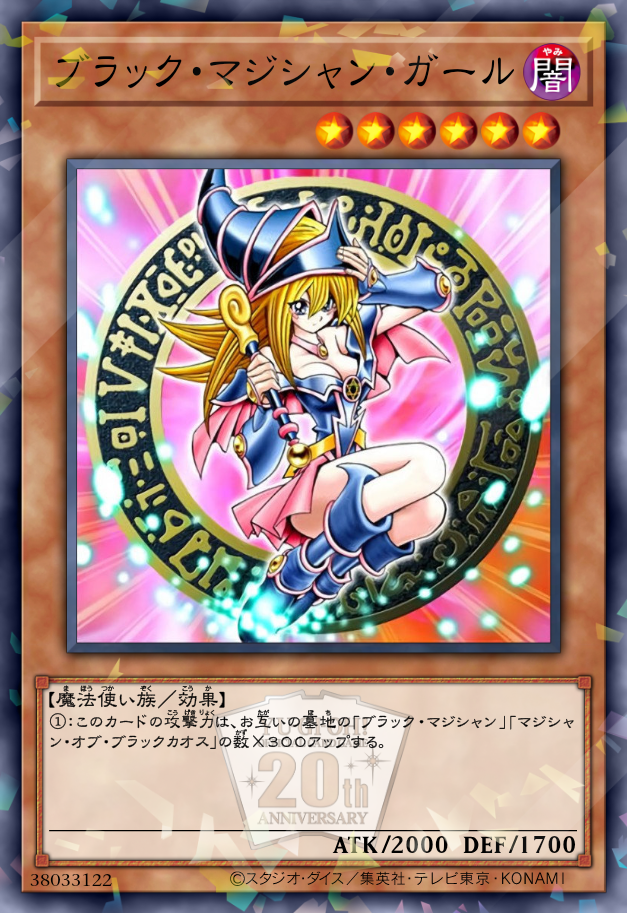 ブラック・マジシャン・ガール
闇
【魔法使い族／効果】
①：このカードの攻撃力は、お互いの墓地の「ブラック・マジシャン」「マジシャ
ン・オブ・ブラックカオス」の数×３００アップする。
YU-GI-OH!
20th
ANNIVERSARY
ATK/2000 DEF/1700
38033122
©スタジオ・ダイス／集英社・テレビ東京・KONAMI